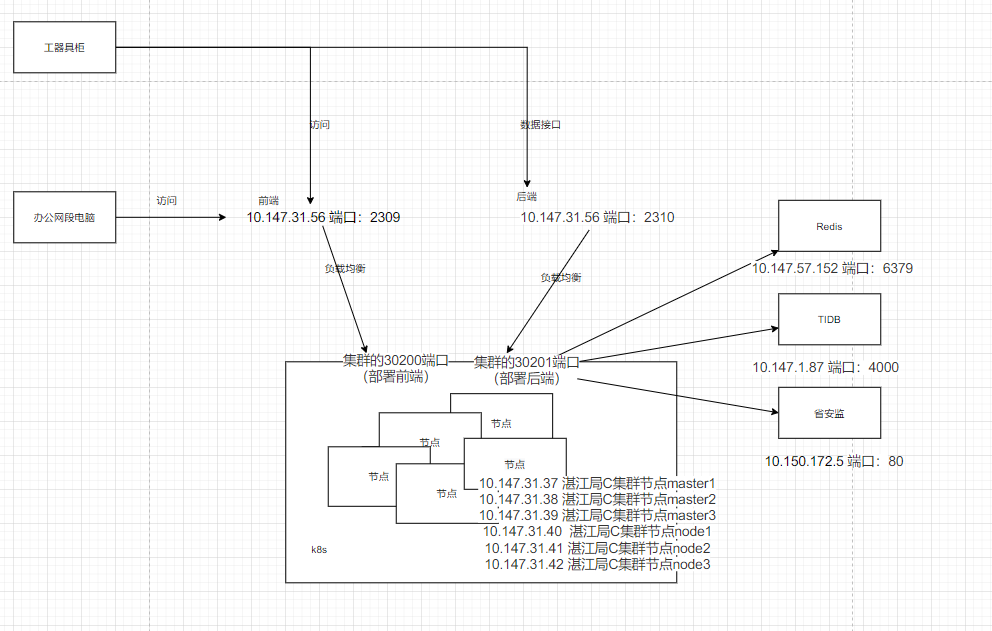 工器具柜
访问
数据接口
办公网段电脑
访问
前端
10.147.31.56 端口：2309
后端
10.147.31.56 端口：2310
Redis
10.147.57.152 端口：6379
负载均衡
负载均衡
TIDB
10.147.1.87 端口：4000
集群的30200端口
（部署前端）
集群的30201端口
（部署后端）
省安监
10.150.172.5 端口：80
节点
节点
节点
节点
节点
10.147.31.37 湛江局C集群节点master1
10.147.31.38 湛江局C集群节点master2
10.147.31.39 湛江局C集群节点master3
10.147.31.40 湛江局C集群节点node1
10.147.31.41 湛江局C集群节点node2
10.147.31.42 湛江局C集群节点node3
k8s